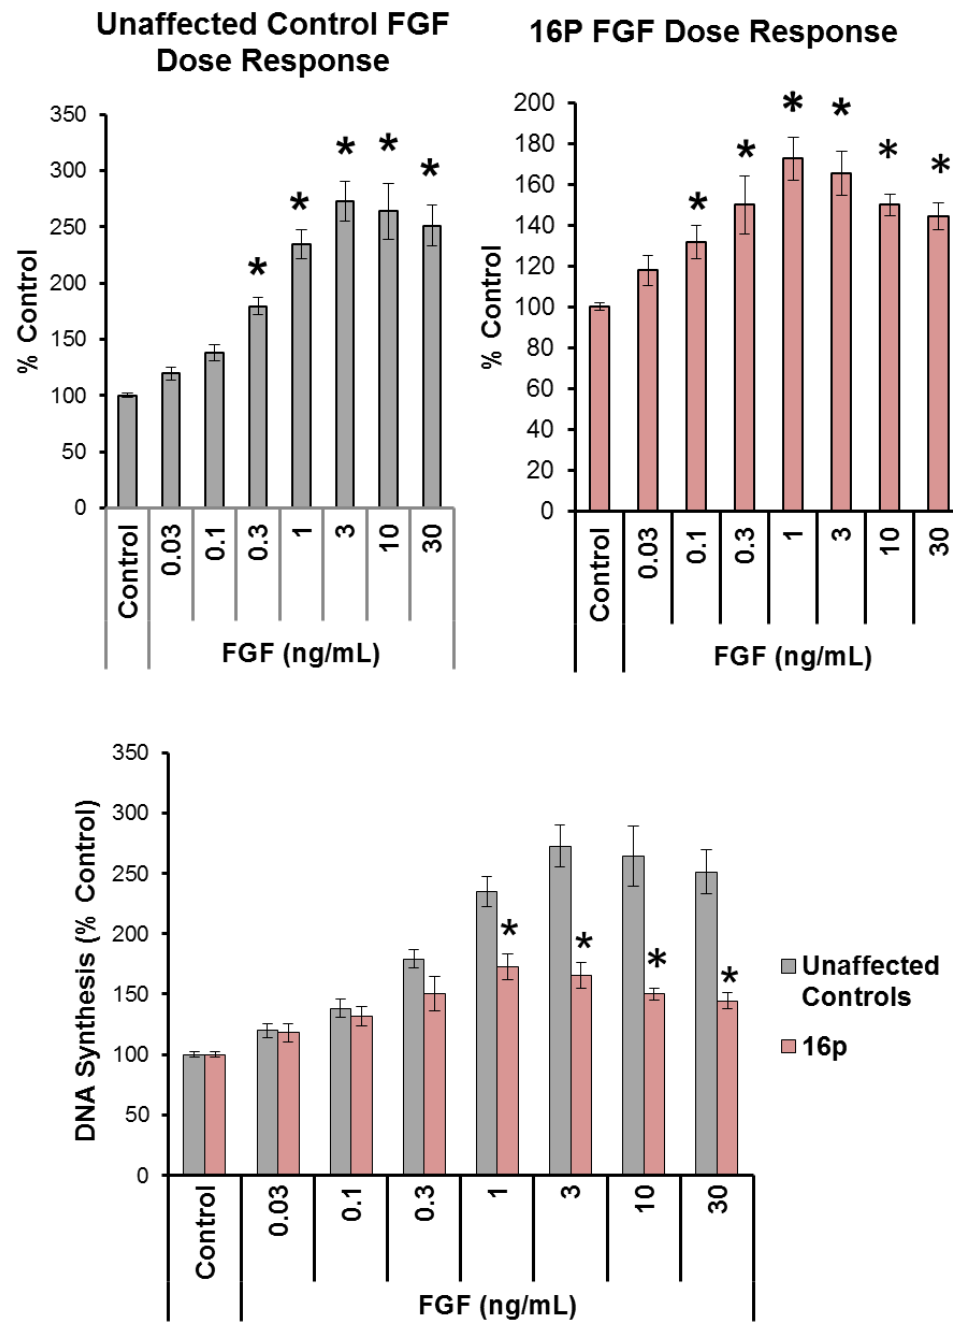 Unaffected Control FGF
Dose Response
350
300
250
200
150
100
50
0
% Control
* * * * *
Control 0.03 0.1 0.3 1 3 10 30
FGF (ng/mL)
16P FGF Dose Response
200
180
160
140
120
100
80
60
40
20
0
% Control
* * * * * *
Control 0.03 0.1 0.3 1 3 10 30
FGF (ng/mL)
350
300
250
200
150
100
50
0
DNA Synthesis (% Control)
* * * *
Control 0.03 0.1 0.3 1 3 10 30
FGF (ng/mL)
Unaffected
Controls
16p